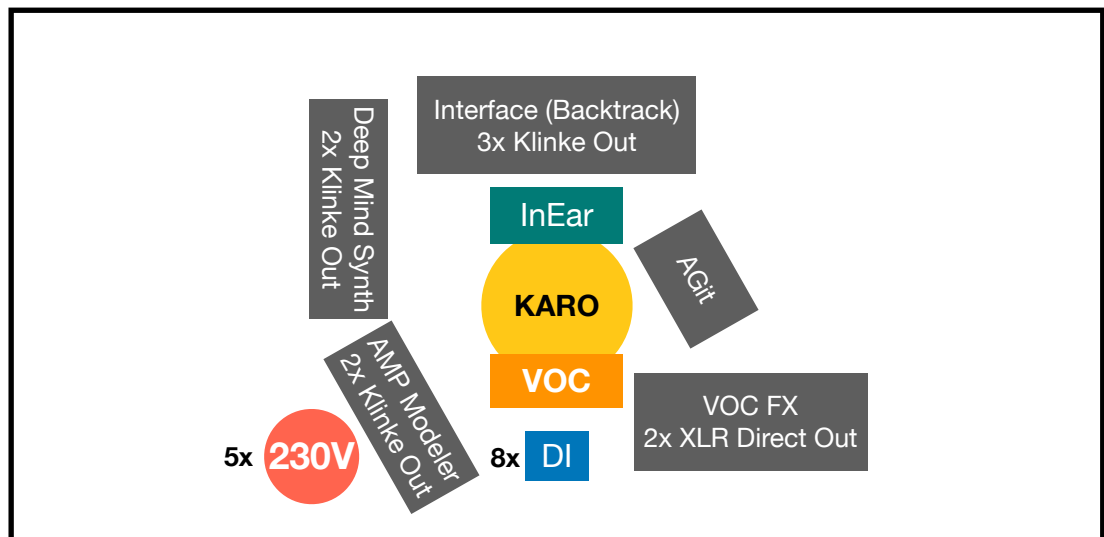 Interface (Backtrack)
3x Klinke Out
Deep Mind Synth
2x Klinke Out
InEar
AGit
KARO
AMP Modeler
2x Klinke Out
VOC
VOC FX
2x XLR Direct Out
5x 230V
8x DI